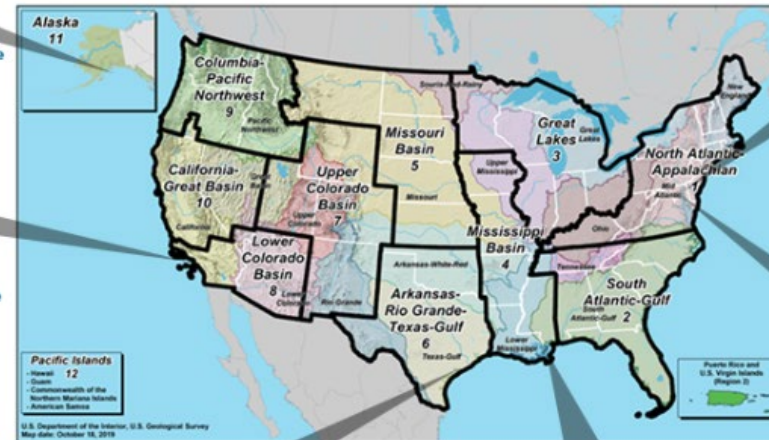 Alaska
11
e
Columbia-
Pacific
Northwest
9
Pacific
Northwest
Souris-Red-Rainy
Missouri
Basin
5
Missouri
Great
Lakes
3
Great
Lakes
Upper
Mississippi
New
England
North Atlantic-
Appalachian
1
Mid
Atlantic
Ohio
California-
Great Basin
10
Great
Basin
California
Upper
Colorado
Basin
7
Upper
Colorado
Lower
Colorado
Basin
8
Lower
Colorado
Rio Grande
Mississippi
Basin
4
Arkansas-White-Red
Arkansas-
Rio Grande-
Texas-Gulf
6
Texas-Gulf
Lower
Mississippi
Tennessee
South
Atlantic-Gulf
2
South
Atlantic-Gulf
e
Pacific Islands
12
- Hawaii
- Guam
- Commonwealth of the
Northern Mariana Islands
- American Samoa
Puerto Rico and
U.S. Virgin Islands
(Region 2)
U.S. Department of the Interior, U.S. Geological Survey
Map date: October 18, 2019